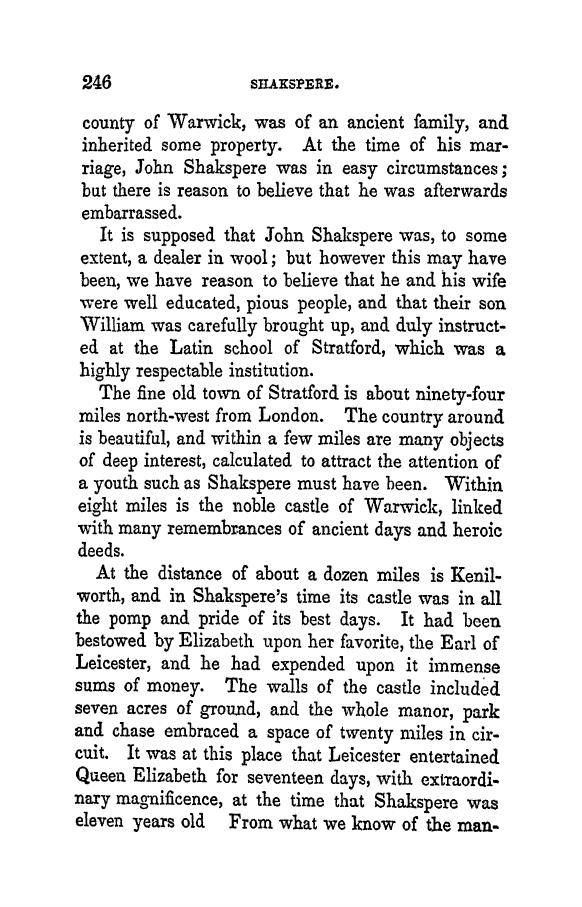 246 SHAKSPERE.
county of Warwick, was of an ancient family, and
inherited some property. At the time of his mar-
riage, John Shakspere was in easy circumstances;
but there is reason to believe that he was afterwards
embarrassed.
It is supposed that John Shakspere was, to some
extent, a dealer in wool; but however this may have
been, we have reason to believe that he and his wife
were well educated, pious people, and that their son
William was carefully brought up, and duly instruct-
ed at the Latin school of Stratford, which was a
highly respectable institution.
The fine old town of Stratford is about ninety-four
miles north-west from London. The country around
is beautiful, and within a few miles are many objects
of deep interest, calculated to attract the attention of
a youth such as Shakspere must have been. Within
eight miles is the noble castle of Warwick, linked
with many remembrances of ancient days and heroic
deeds.
At the distance of about a dozen miles is Kenil-
worth, and in Shakspere's time its castle was in all
the pomp and pride of its best days. It had been
bestowed by Elizabeth upon her favorite, the Earl of
Leicester, and he had expended upon it immense
sums of money. The walls of the castle included
seven acres of ground, and the whole manor, park
and chase embraced a space of twenty miles in cir-
cuit. It was at this place that Leicester entertained
Queen Elizabeth for seventeen days, with extraordi-
nary magnificence, at the time that Shakspere was
eleven years old From what we know of the man-